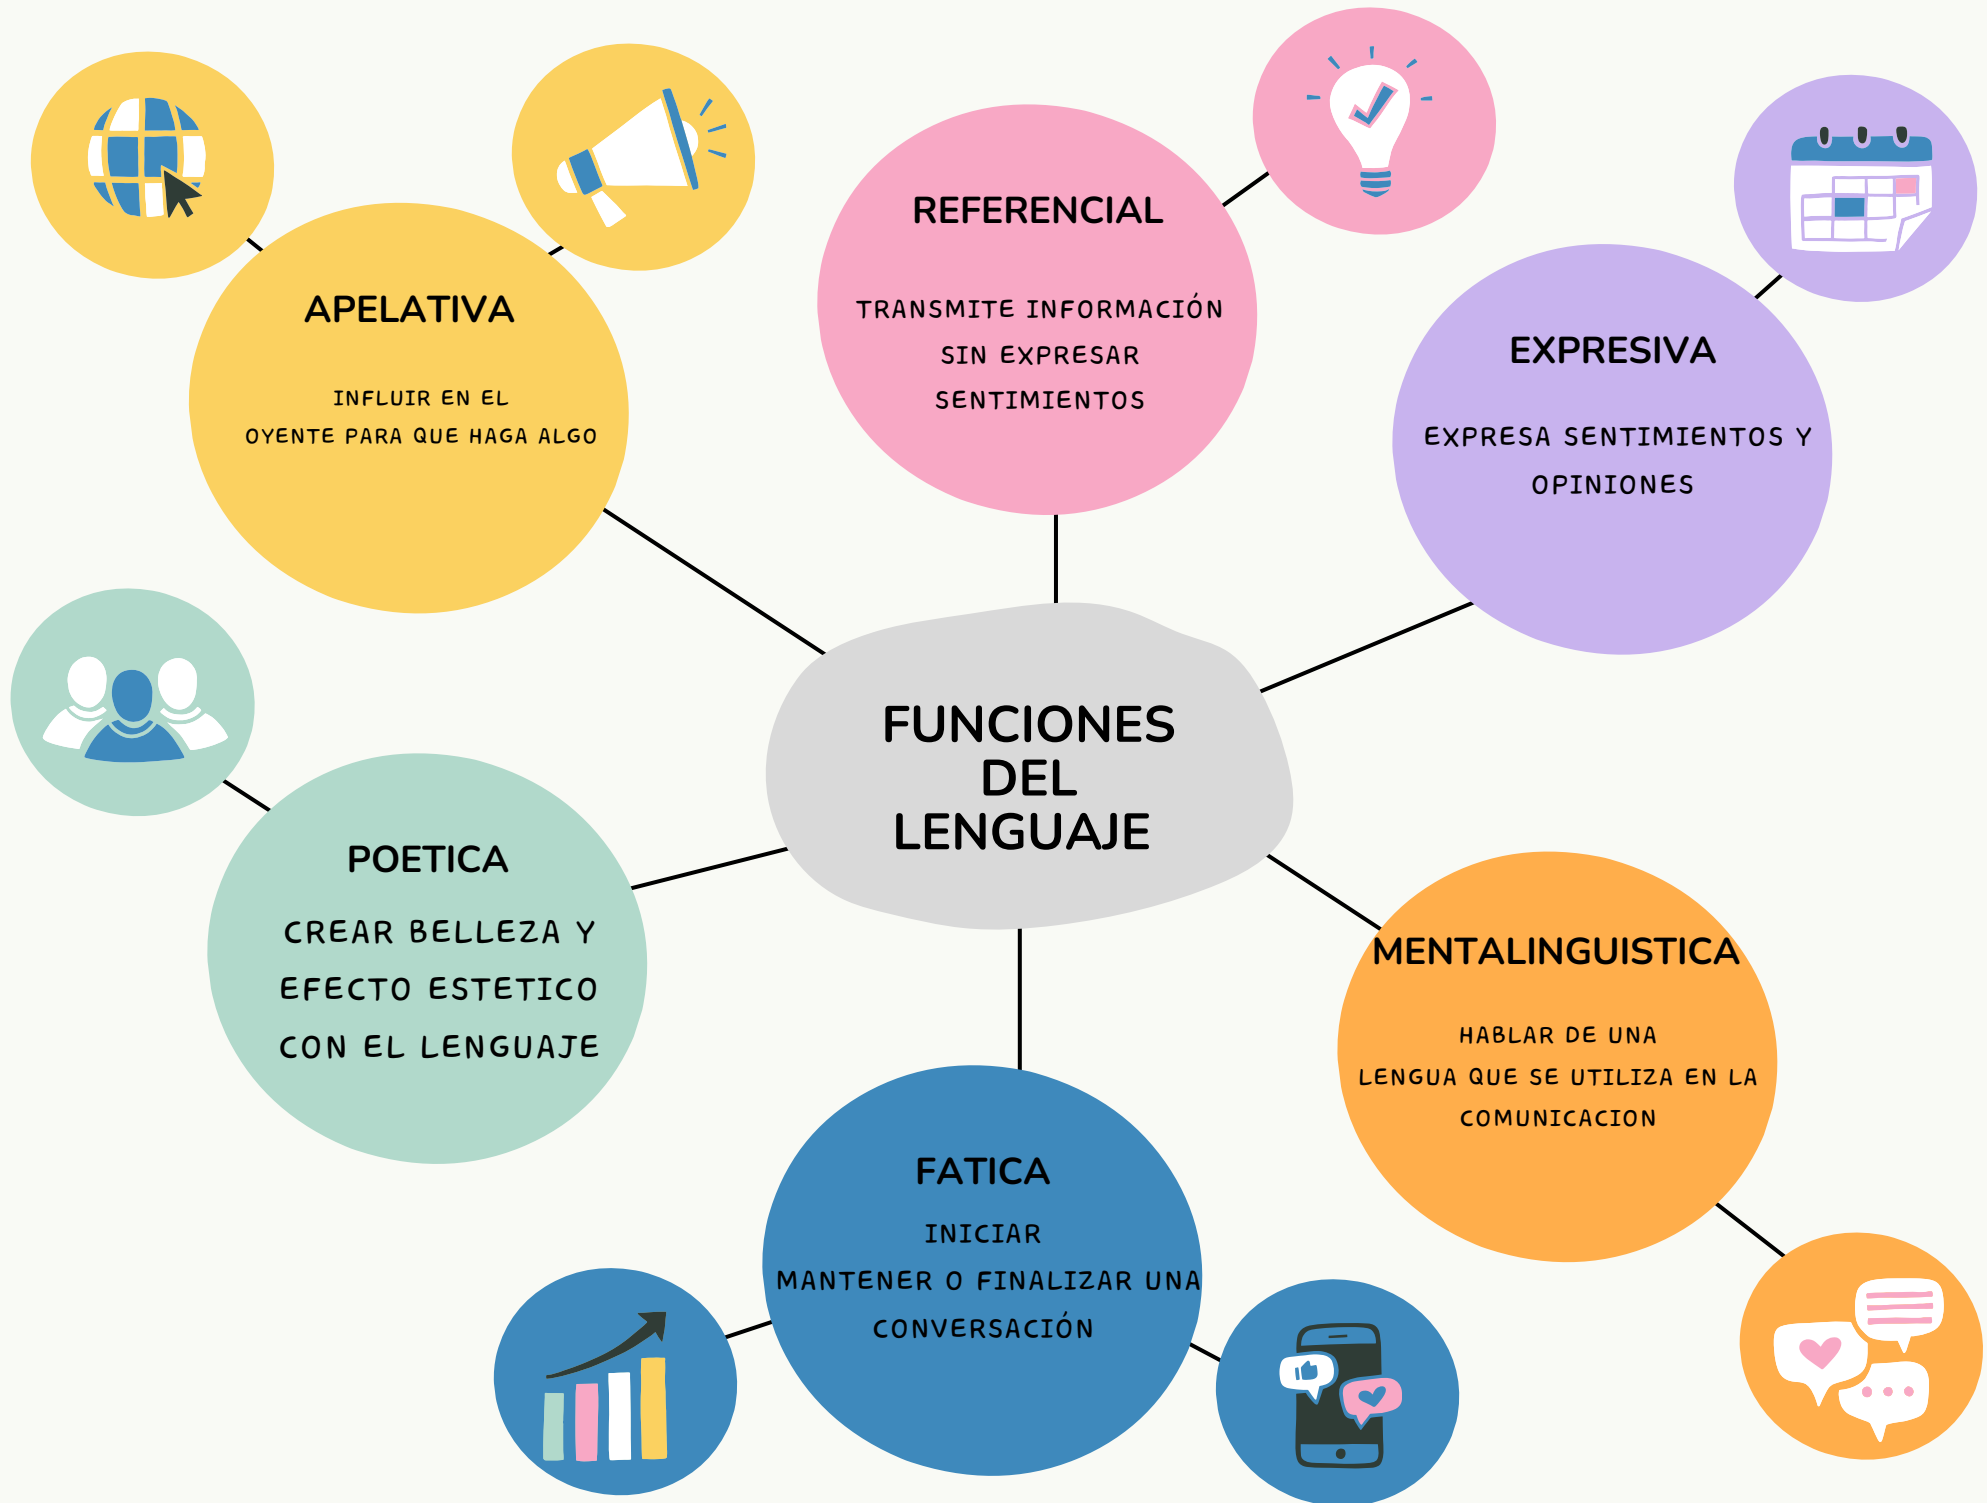 APELATIVA
INFLUIR EN EL
OYENTE PARA QUE HAGA ALGO
REFERENCIAL
TRANSMITE INFORMACIÓN
SIN EXPRESAR
SENTIMIENTOS
EXPRESIVA
EXPRESA SENTIMIENTOS Y
OPINIONES
FUNCIONES
DEL
LENGUAJE
POETICA
CREAR BELLEZA Y
EFECTO ESTETICO
CON EL LENGUAJE
MENTALINGUISTICA
HABLAR DE UNA
LENGUA QUE SE UTILIZA EN LA
COMUNICACION
FATICA
INICIAR
MANTENER O FINALIZAR UNA
CONVERSACIÓN